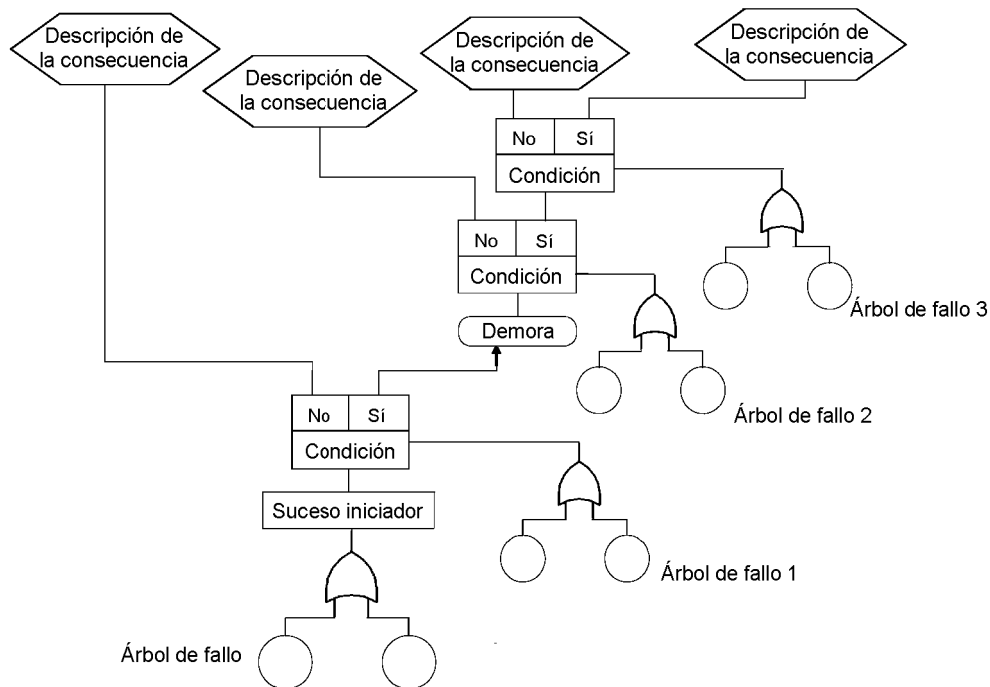 Descripción de
la consecuencia
Descripción de
la consecuencia
Descripción de
la consecuencia
Descripción de
la consecuencia
No Sí
Condición
No Sí
Condición
Árbol de fallo 3
Demora
Árbol de fallo 2
No Sí
Condición
Suceso iniciador
Árbol de fallo 1
Árbol de fallo